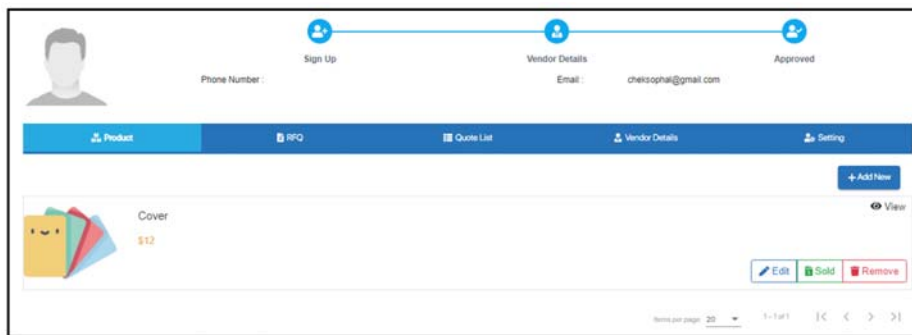 Sign Up
Vendor Details
Approved
Phone Number :
Email :
cheksophal@gmail.com
Product
RFQ
Quote List
Vendor Details
Setting
+ Add New
View
Cover
$12
Edit
Sold
Remove
Items per page: 20
1 - 1 of 1